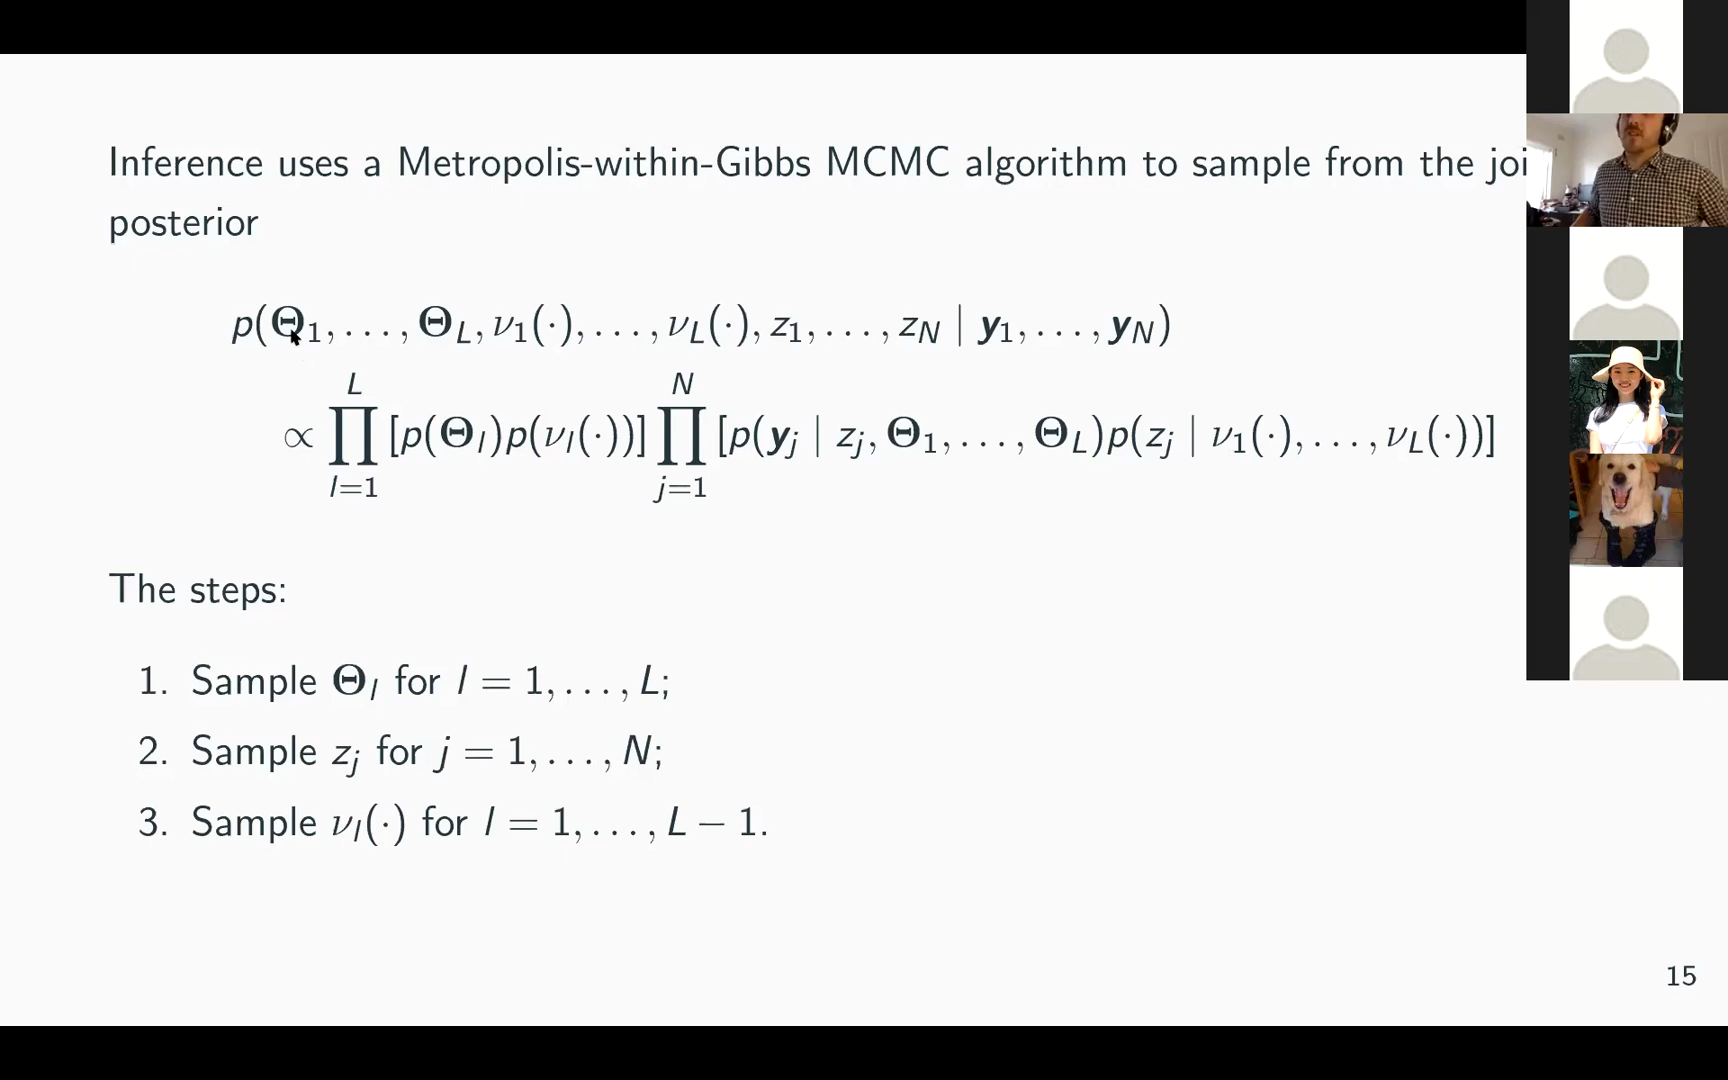 Inference uses a Metropolis-within-Gibbs MCMC algorithm to sample from the joi
posterior
p(Θ₁, . . . , Θ_L, ν₁(·), . . . , ν_L(·), z₁, . . . , z_N | y₁, . . . , y_N)
∝ ∏_{l=1}^{L} [p(Θ_l)p(ν_l(·))] ∏_{j=1}^{N} [p(y_j | z_j, Θ₁, . . . , Θ_L)p(z_j | ν₁(·), . . . , ν_L(·))]
The steps:
1. Sample Θ_l for l = 1, . . . , L;
2. Sample z_j for j = 1, . . . , N;
3. Sample ν_l(·) for l = 1, . . . , L − 1.
15